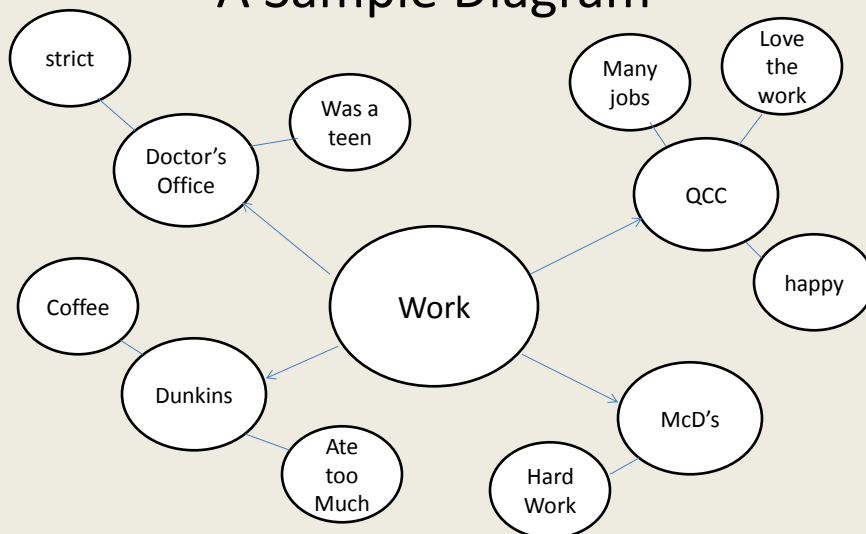 A Sample Diagram
strict
Was a
teen
Doctor's
Office
Many
jobs
Love
the
work
QCC
happy
Work
Coffee
Dunkins
Ate
too
Much
McD's
Hard
Work